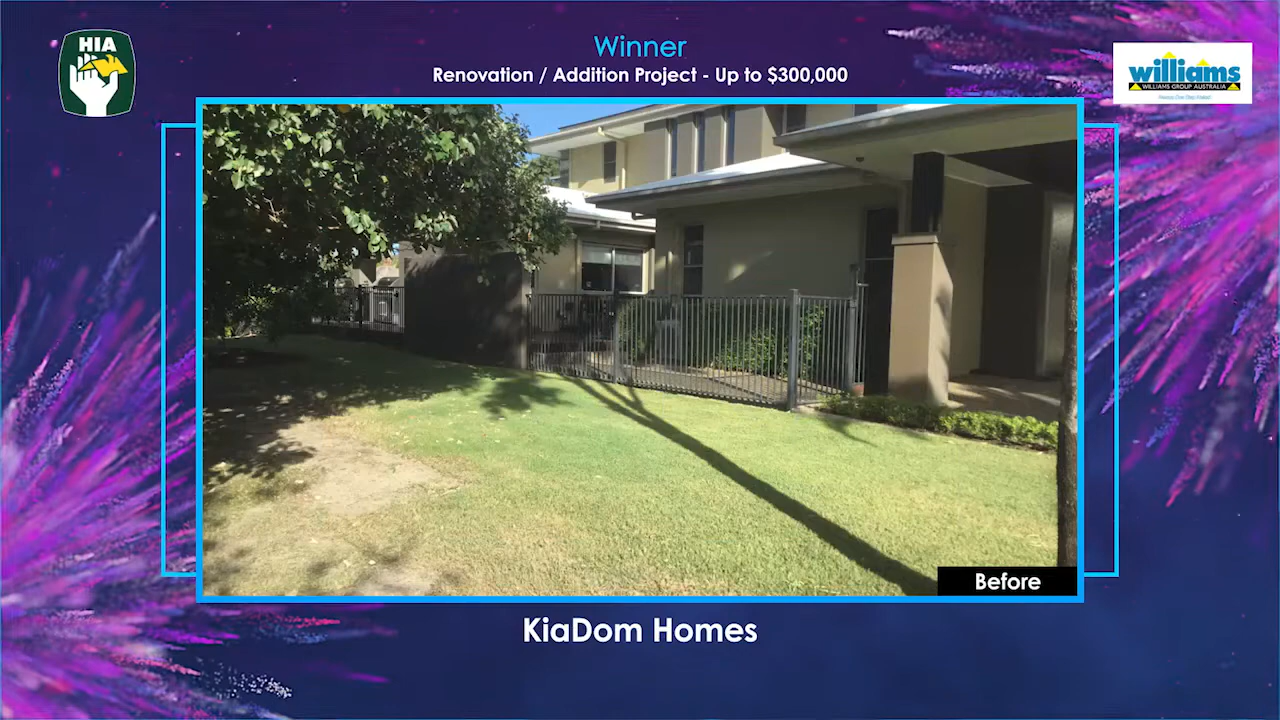 HIA
Winner
Renovation / Addition Project - Up to $300,000
williams
WILLIAMS GROUP AUSTRALIA
Before
KiaDom Homes